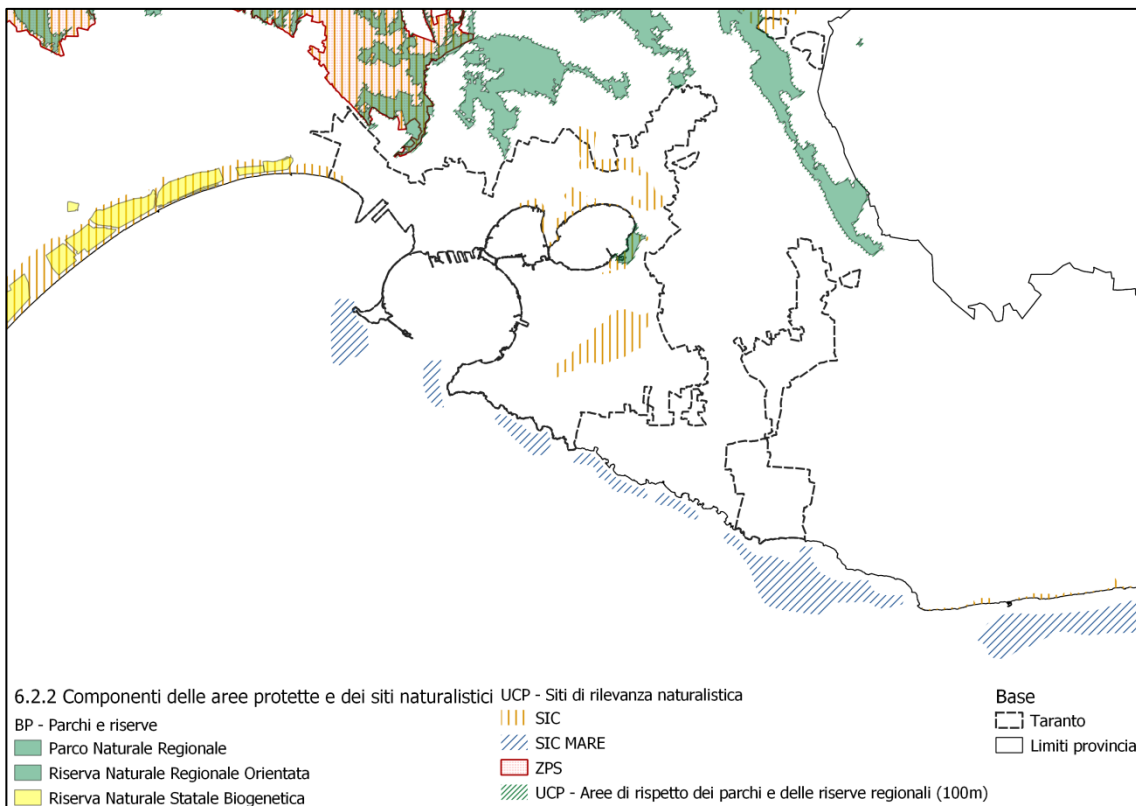 6.2.2 Componenti delle aree protette e dei siti naturalistici
BP - Parchi e riserve
Parco Naturale Regionale
Riserva Naturale Regionale Orientata
Riserva Naturale Statale Biogenetica
UCP - Siti di rilevanza naturalistica
SIC
SIC MARE
ZPS
UCP - Aree di rispetto dei parchi e delle riserve regionali (100m)
Base
Taranto
Limiti provincia